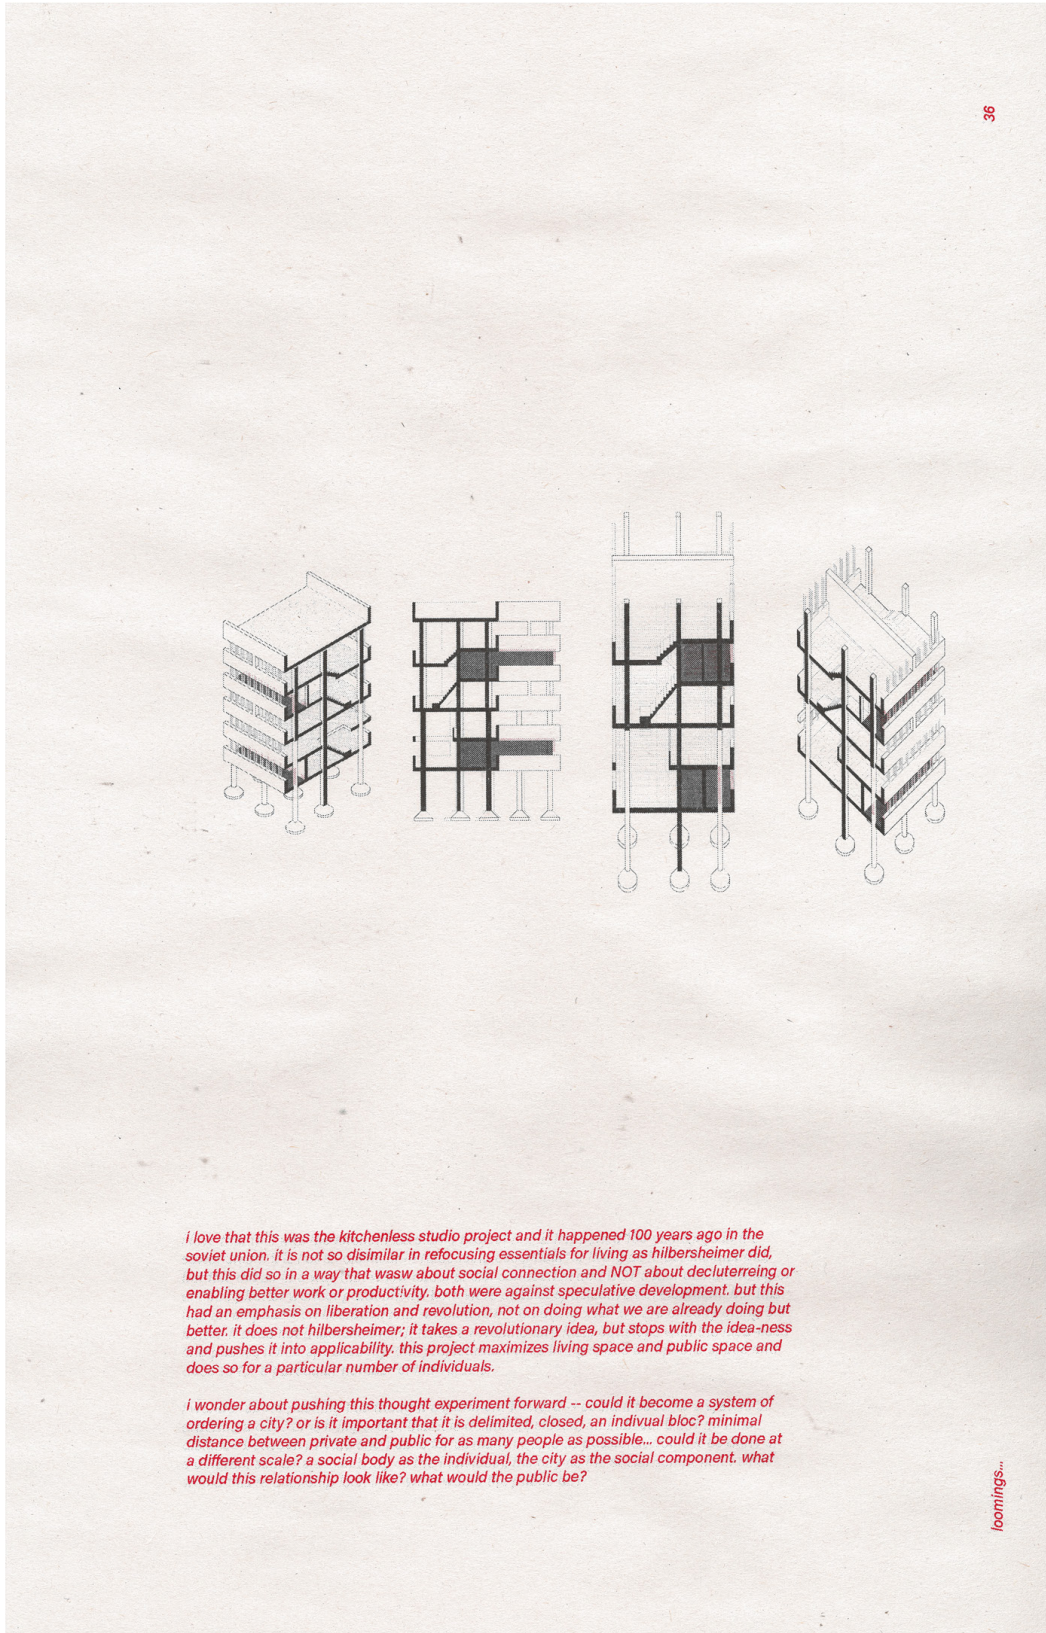 36
i love that this was the kitchenless studio project and it happened 100 years ago in the
soviet union. it is not so disimilar in refocusing essentials for living as hilbersheimer did,
but this did so in a way that wasw about social connection and NOT about decluterreing or
enabling better work or productivity. both were against speculative development. but this
had an emphasis on liberation and revolution, not on doing what we are already doing but
better. it does not hilbersheimer; it takes a revolutionary idea, but stops with the idea-ness
and pushes it into applicability. this project maximizes living space and public space and
does so for a particular number of individuals.
i wonder about pushing this thought experiment forward -- could it become a system of
ordering a city? or is it important that it is delimited, closed, an indivual bloc? minimal
distance between private and public for as many people as possible... could it be done at
a different scale? a social body as the individual, the city as the social component. what
would this relationship look like? what would the public be?
loomings...